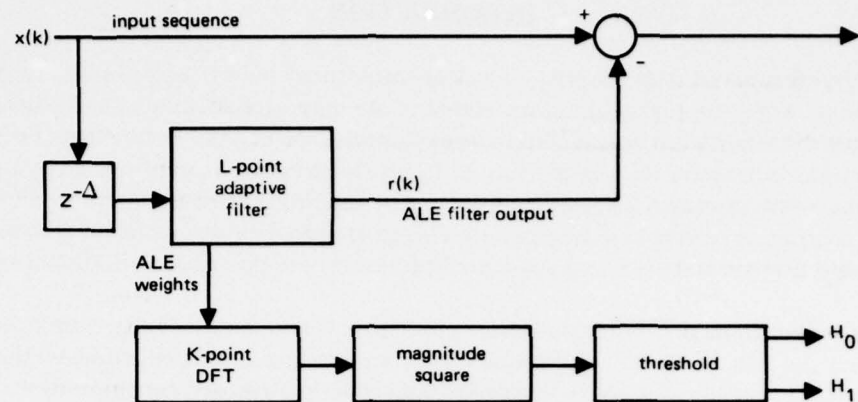 input sequence
x(k)
+
-
z-Δ
L-point
adaptive
filter
r(k)
ALE filter output
ALE
weights
K-point
DFT
magnitude
square
threshold
H0
H1